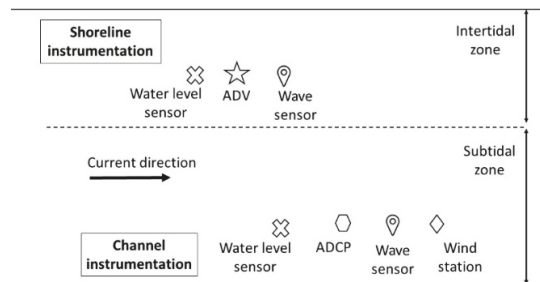 Shoreline
instrumentation
Intertidal
zone
Water level
sensor
ADV
Wave
sensor
Subtidal
zone
Current direction
Channel
instrumentation
Water level
sensor
ADCP
Wave
sensor
Wind
station